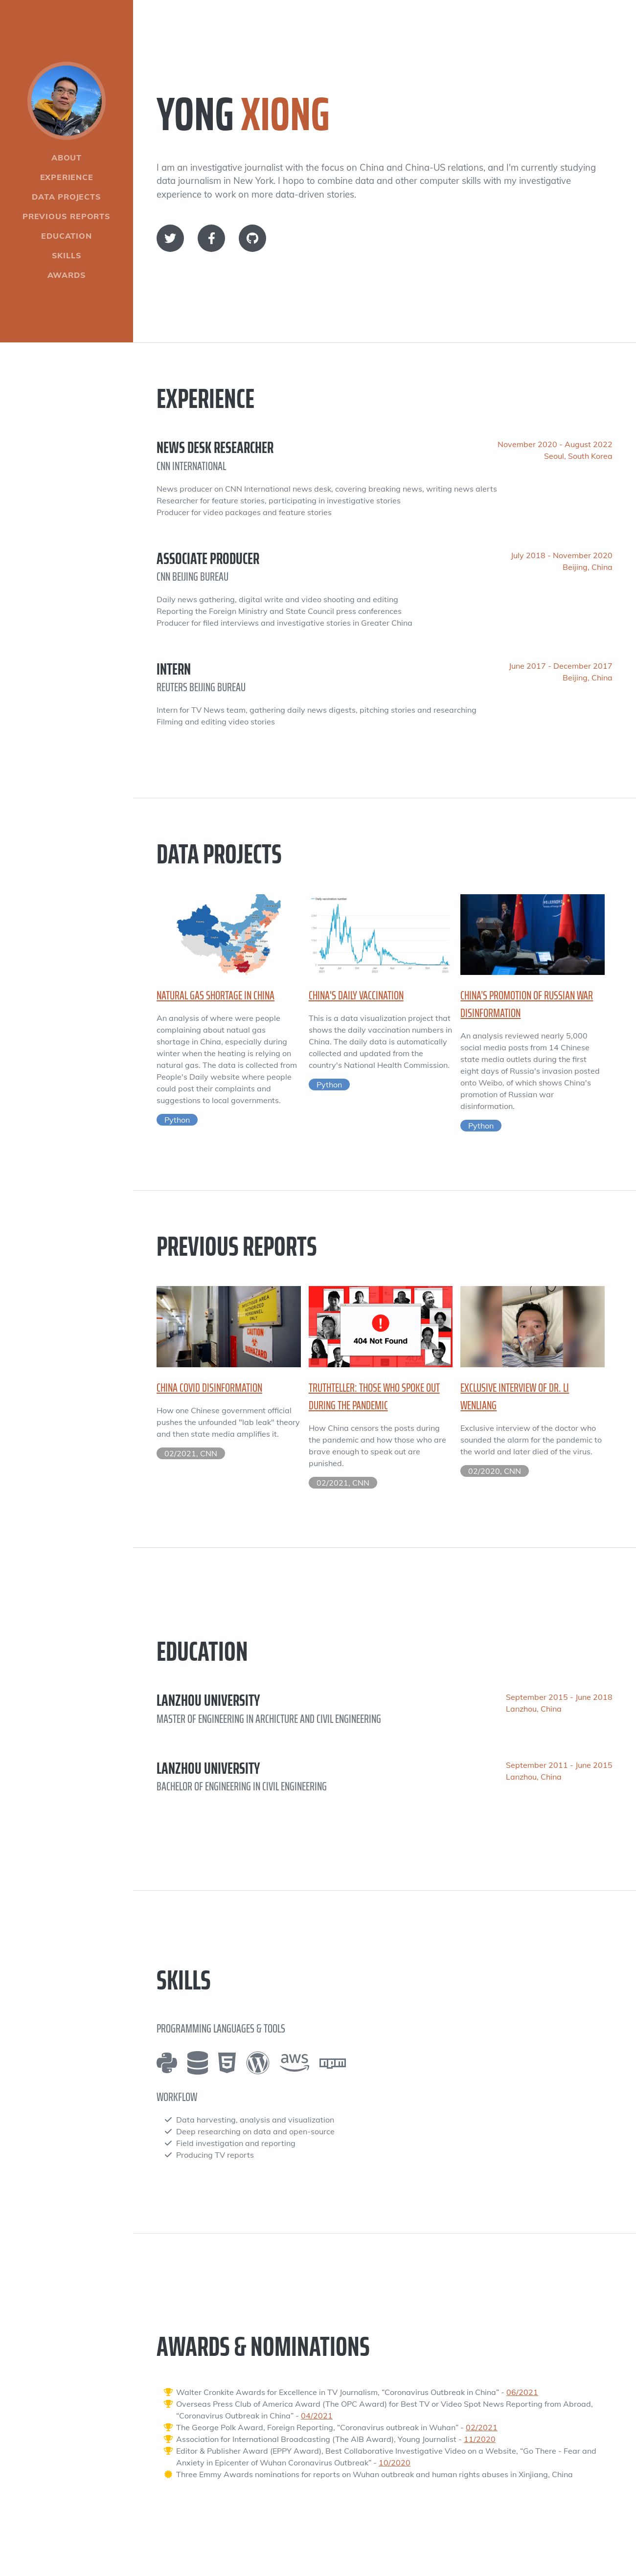 ABOUT
EXPERIENCE
DATA PROJECTS
PREVIOUS REPORTS
EDUCATION
SKILLS
AWARDS
YONG XIONG
I am an investigative journalist with the focus on China and China-US relations, and I'm currently studying
data journalism in New York. I hope to combine data and other computer skills with my investigative
experience to work on more data-driven stories.
EXPERIENCE
NEWS DESK RESEARCHER
CNN INTERNATIONAL
November 2020 - August 2022
Seoul, South Korea
News producer on CNN International news desk, covering breaking news, writing news alerts
Researcher for feature stories, participating in investigative stories
Producer for video packages and feature stories
ASSOCIATE PRODUCER
CNN BEIJING BUREAU
July 2018 - November 2020
Beijing, China
Daily news gathering, digital write and video shooting and editing
Reporting the Foreign Ministry and State Council press conferences
Producer for filed interviews and investigative stories in Greater China
INTERN
REUTERS BEIJING BUREAU
June 2017 - December 2017
Beijing, China
Intern for TV News team, gathering daily news digests, pitching stories and researching
Filming and editing video stories
DATA PROJECTS
NATURAL GAS SHORTAGE IN CHINA
An analysis of where were people
complaining about natual gas
shortage in China, especially during
winter when the heating is relying on
natural gas. The data is collected from
People's Daily website where people
could post their complaints and
suggestions to local governments.
Python
CHINA'S DAILY VACCINATION
This is a data visualization project that
shows the daily vaccination numbers in
China. The daily data is automatically
collected and updated from the
country's National Health Commission.
Python
CHINA'S PROMOTION OF RUSSIAN WAR
DISINFORMATION
An analysis reviewed nearly 5,000
social media posts from 14 Chinese
state media outlets during the first
eight days of Russia's invasion posted
onto Weibo, of which shows China's
promotion of Russian war
disinformation.
Python
PREVIOUS REPORTS
CAUTION
BIOHAZARD
CHINA COVID DISINFORMATION
How one Chinese government official
pushes the unfounded "lab leak" theory
and then state media amplifies it.
02/2021, CNN
404 Not Found
TRUTHTELLER: THOSE WHO SPOKE OUT
DURING THE PANDEMIC
How China censors the posts during
the pandemic and how those who are
brave enough to speak out are
punished.
02/2021, CNN
EXCLUSIVE INTERVIEW OF DR. LI
WENLIANG
Exclusive interview of the doctor who
sounded the alarm for the pandemic to
the world and later died of the virus.
02/2020, CNN
EDUCATION
LANZHOU UNIVERSITY
MASTER OF ENGINEERING IN ARCHICTURE AND CIVIL ENGINEERING
September 2015 - June 2018
Lanzhou, China
LANZHOU UNIVERSITY
BACHELOR OF ENGINEERING IN CIVIL ENGINEERING
September 2011 - June 2015
Lanzhou, China
SKILLS
PROGRAMMING LANGUAGES & TOOLS
aws
npm
WORKFLOW
Data harvesting, analysis and visualization
Deep researching on data and open-source
Field investigation and reporting
Producing TV reports
AWARDS & NOMINATIONS
Walter Cronkite Awards for Excellence in TV Journalism, "Coronavirus Outbreak in China" - 06/2021
Overseas Press Club of America Award (The OPC Award) for Best TV or Video Spot News Reporting from Abroad,
"Coronavirus Outbreak in China" - 04/2021
The George Polk Award, Foreign Reporting, "Coronavirus outbreak in Wuhan" - 02/2021
Association for International Broadcasting (The AIB Award), Young Journalist - 11/2020
Editor & Publisher Award (EPPY Award), Best Collaborative Investigative Video on a Website, "Go There - Fear and
Anxiety in Epicenter of Wuhan Coronavirus Outbreak" - 10/2020
Three Emmy Awards nominations for reports on Wuhan outbreak and human rights abuses in Xinjiang, China